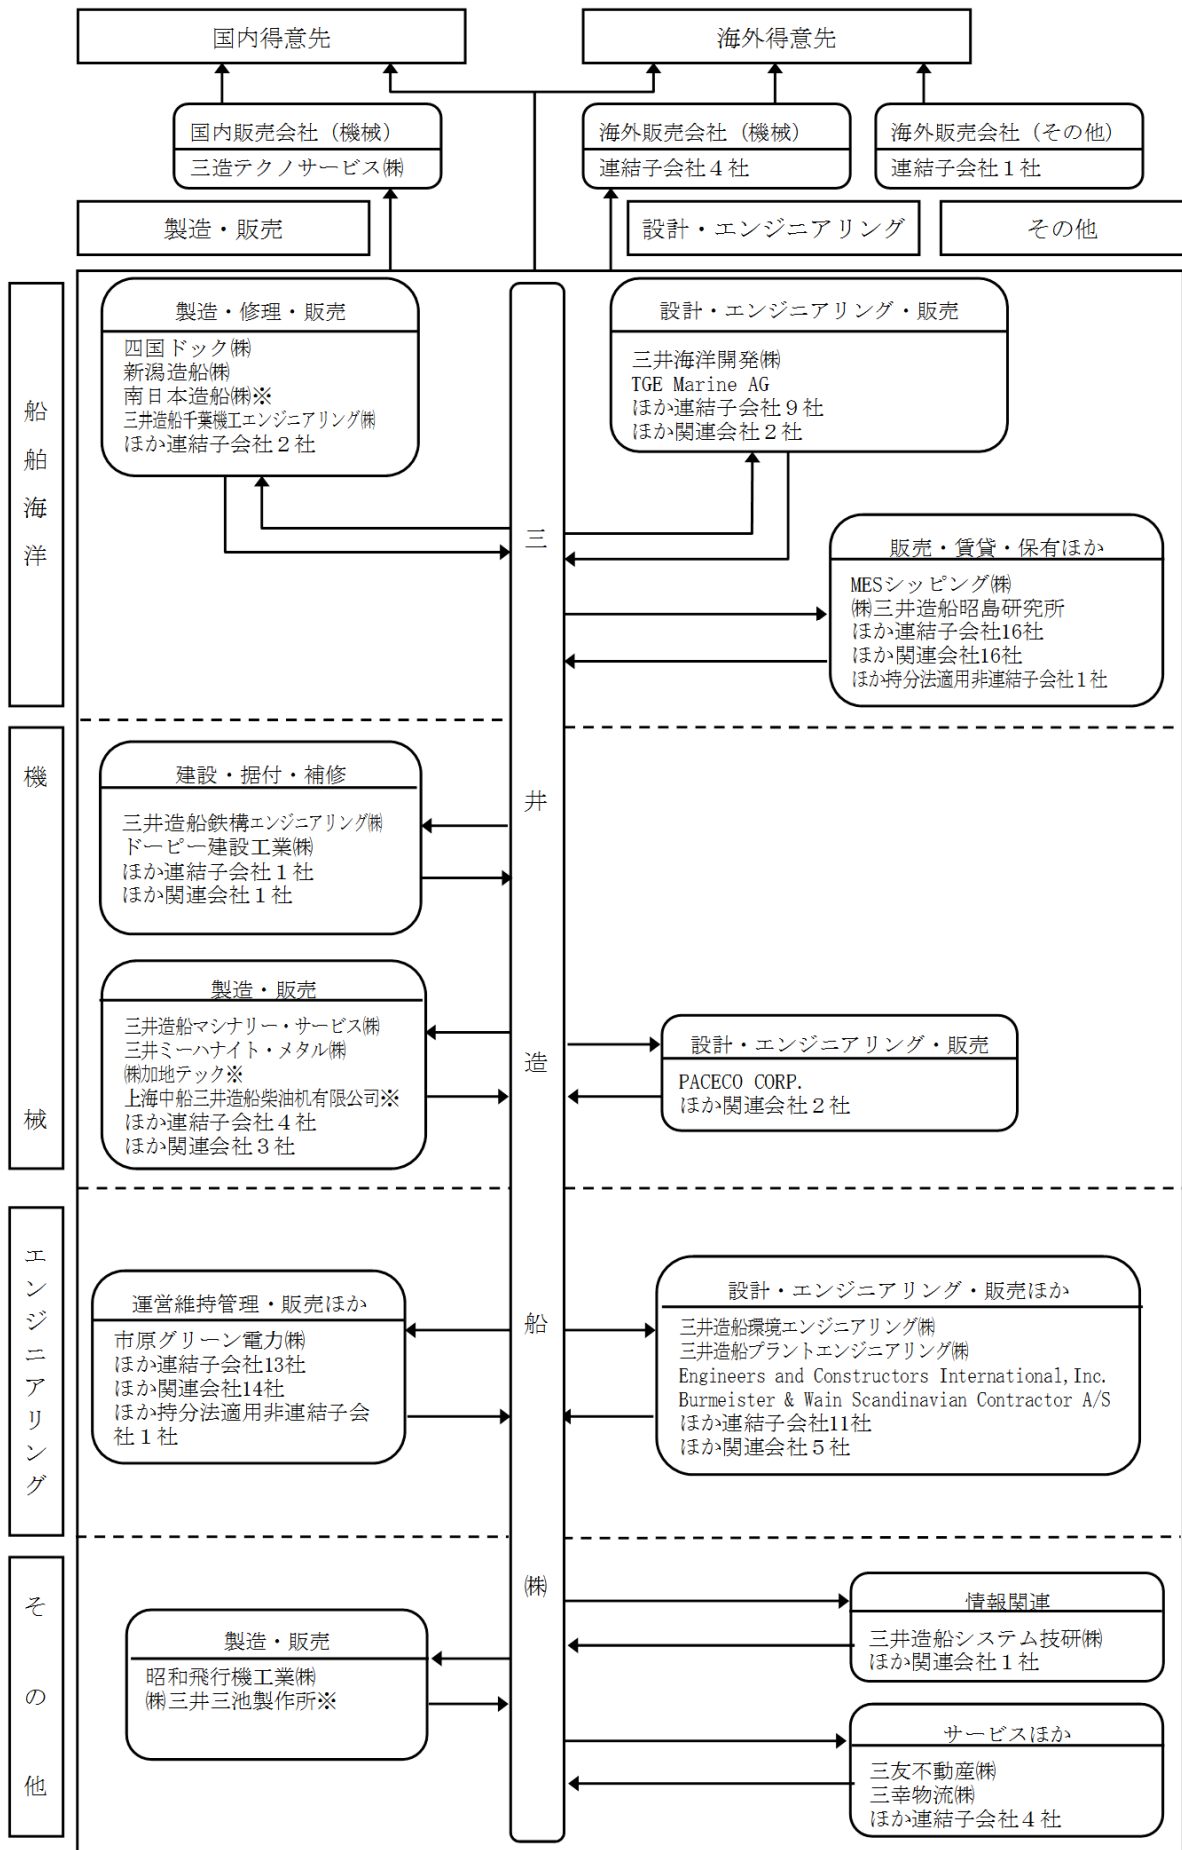 国内得意先
海外得意先
国内販売会社（機械）
三造テクノサービス㈱
海外販売会社（機械）
連結子会社４社
海外販売会社（その他）
連結子会社１社
製造・販売
設計・エンジニアリング
その他
船舶海洋
製造・修理・販売
四国ドック㈱
新潟造船㈱
南日本造船㈱※
三井造船千葉機工エンジニアリング㈱
ほか連結子会社２社
設計・エンジニアリング・販売
三井海洋開発㈱
TGE Marine AG
ほか連結子会社９社
ほか関連会社２社
販売・賃貸・保有ほか
MESシッピング㈱
㈱三井造船昭島研究所
ほか連結子会社16社
ほか関連会社16社
ほか持分法適用非連結子会社１社
三井造船㈱
機械
建設・据付・補修
三井造船鉄構エンジニアリング㈱
ドーピー建設工業㈱
ほか連結子会社１社
ほか関連会社１社
製造・販売
三井造船マシナリー・サービス㈱
三井ミーハナイト・メタル㈱
㈱加地テック※
上海中船三井造船柴油机有限公司※
ほか連結子会社４社
ほか関連会社３社
設計・エンジニアリング・販売
PACECO CORP.
ほか関連会社２社
エンジニアリング
運営維持管理・販売ほか
市原グリーン電力㈱
ほか連結子会社13社
ほか関連会社14社
ほか持分法適用非連結子会
社１社
設計・エンジニアリング・販売ほか
三井造船環境エンジニアリング㈱
三井造船プラントエンジニアリング㈱
Engineers and Constructors International,Inc.
Burmeister & Wain Scandinavian Contractor A/S
ほか連結子会社11社
ほか関連会社５社
その他
製造・販売
昭和飛行機工業㈱
㈱三井三池製作所※
情報関連
三井造船システム技研㈱
ほか関連会社１社
サービスほか
三友不動産㈱
三幸物流㈱
ほか連結子会社４社